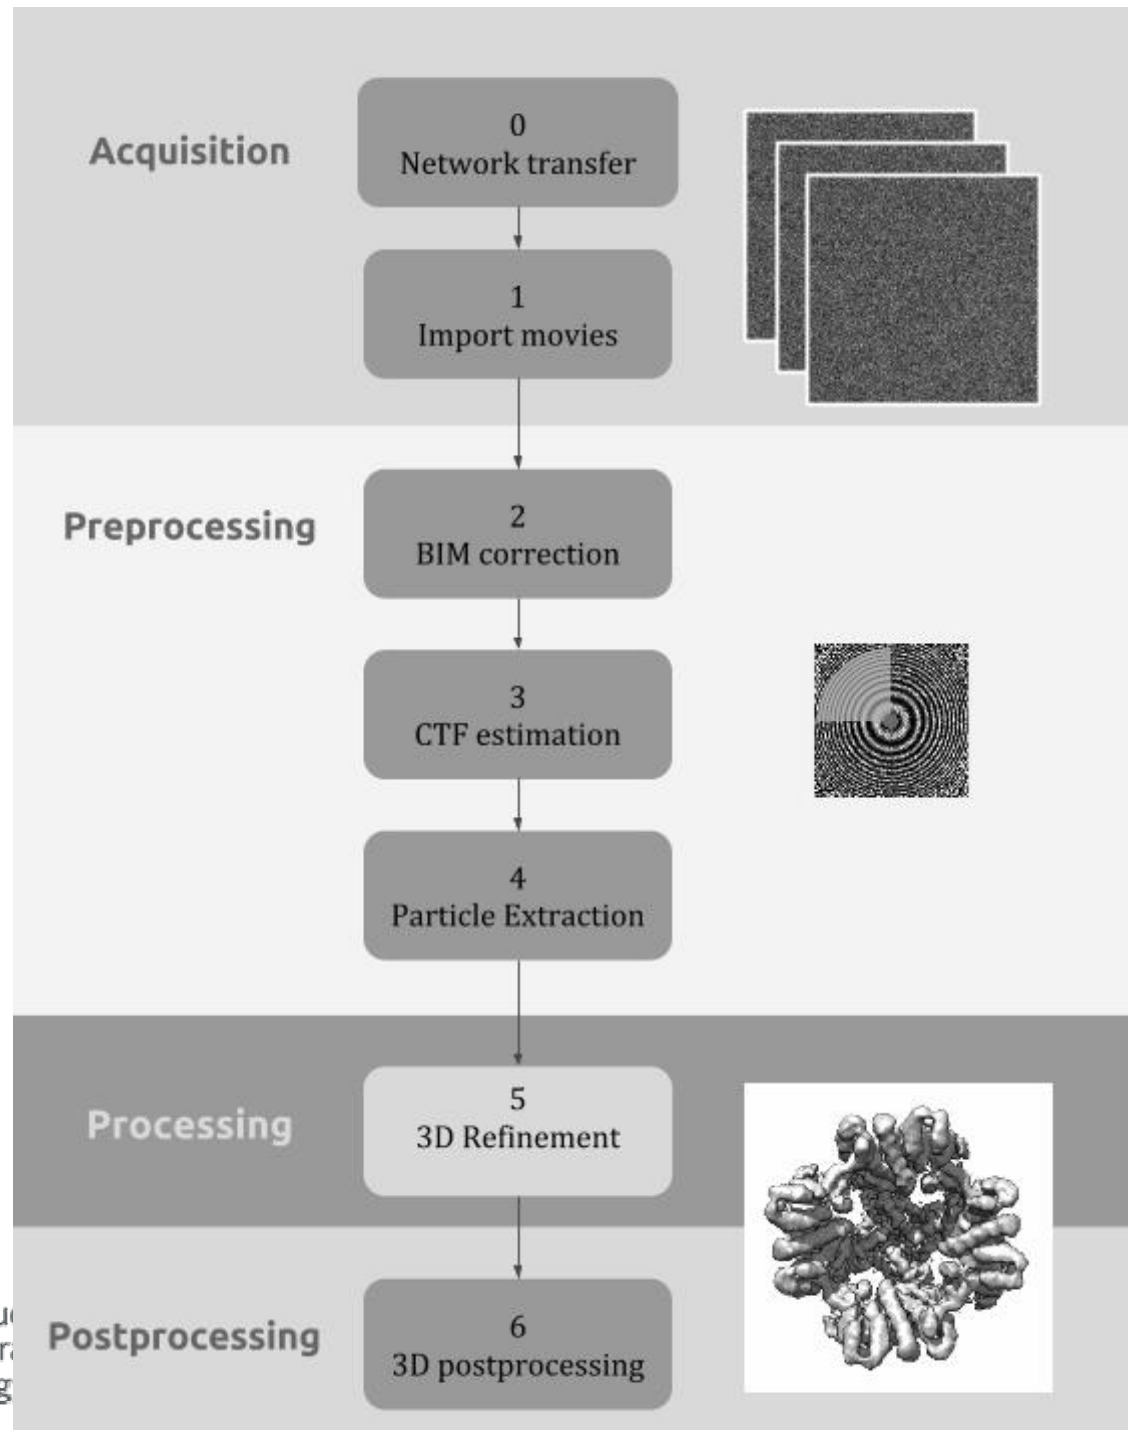 Acquisition
0
Network transfer
1
Import movies
Preprocessing
2
BIM correction
3
CTF estimation
4
Particle Extraction
Processing
5
3D Refinement
Postprocessing
6
3D postprocessing